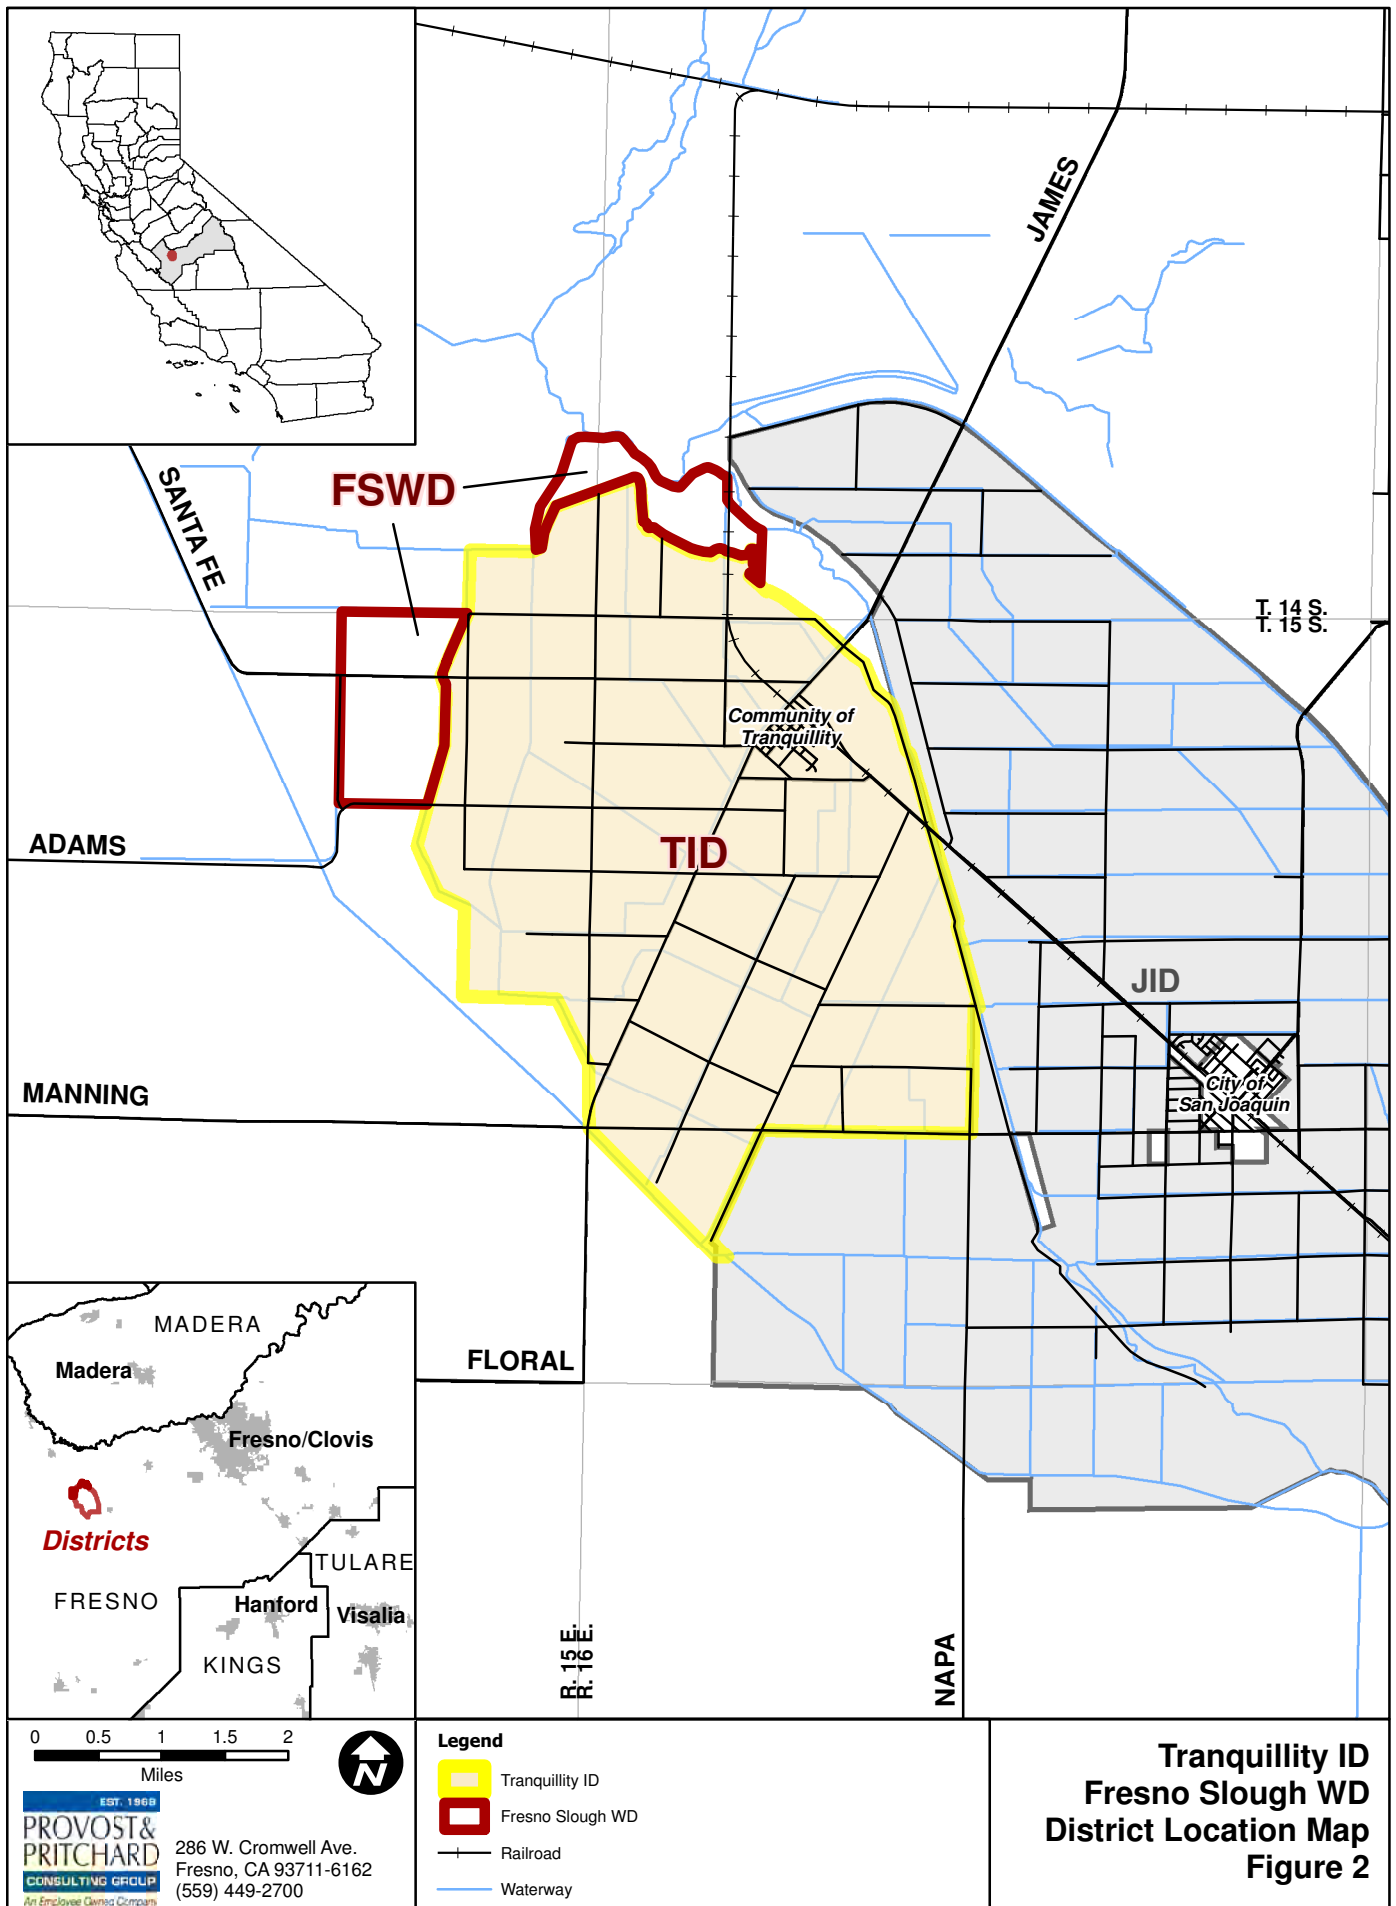 JAMES
SANTA FE
FSWD
T. 14 S.
T. 15 S.
Community of
Tranquillity
ADAMS
TID
JID
MANNING
City of
San Joaquin
FLORAL
MADERA
Madera
Fresno/Clovis
Districts
TULARE
FRESNO
Hanford
Visalia
KINGS
R. 15 E.
R. 16 E.
NAPA
0 0.5 1 1.5 2
Miles
N
EST. 1968
PROVOST&
PRITCHARD
CONSULTING GROUP
An Employee Owned Company
286 W. Cromwell Ave.
Fresno, CA 93711-6162
(559) 449-2700
Legend
Tranquillity ID
Fresno Slough WD
Railroad
Waterway
Tranquillity ID
Fresno Slough WD
District Location Map
Figure 2